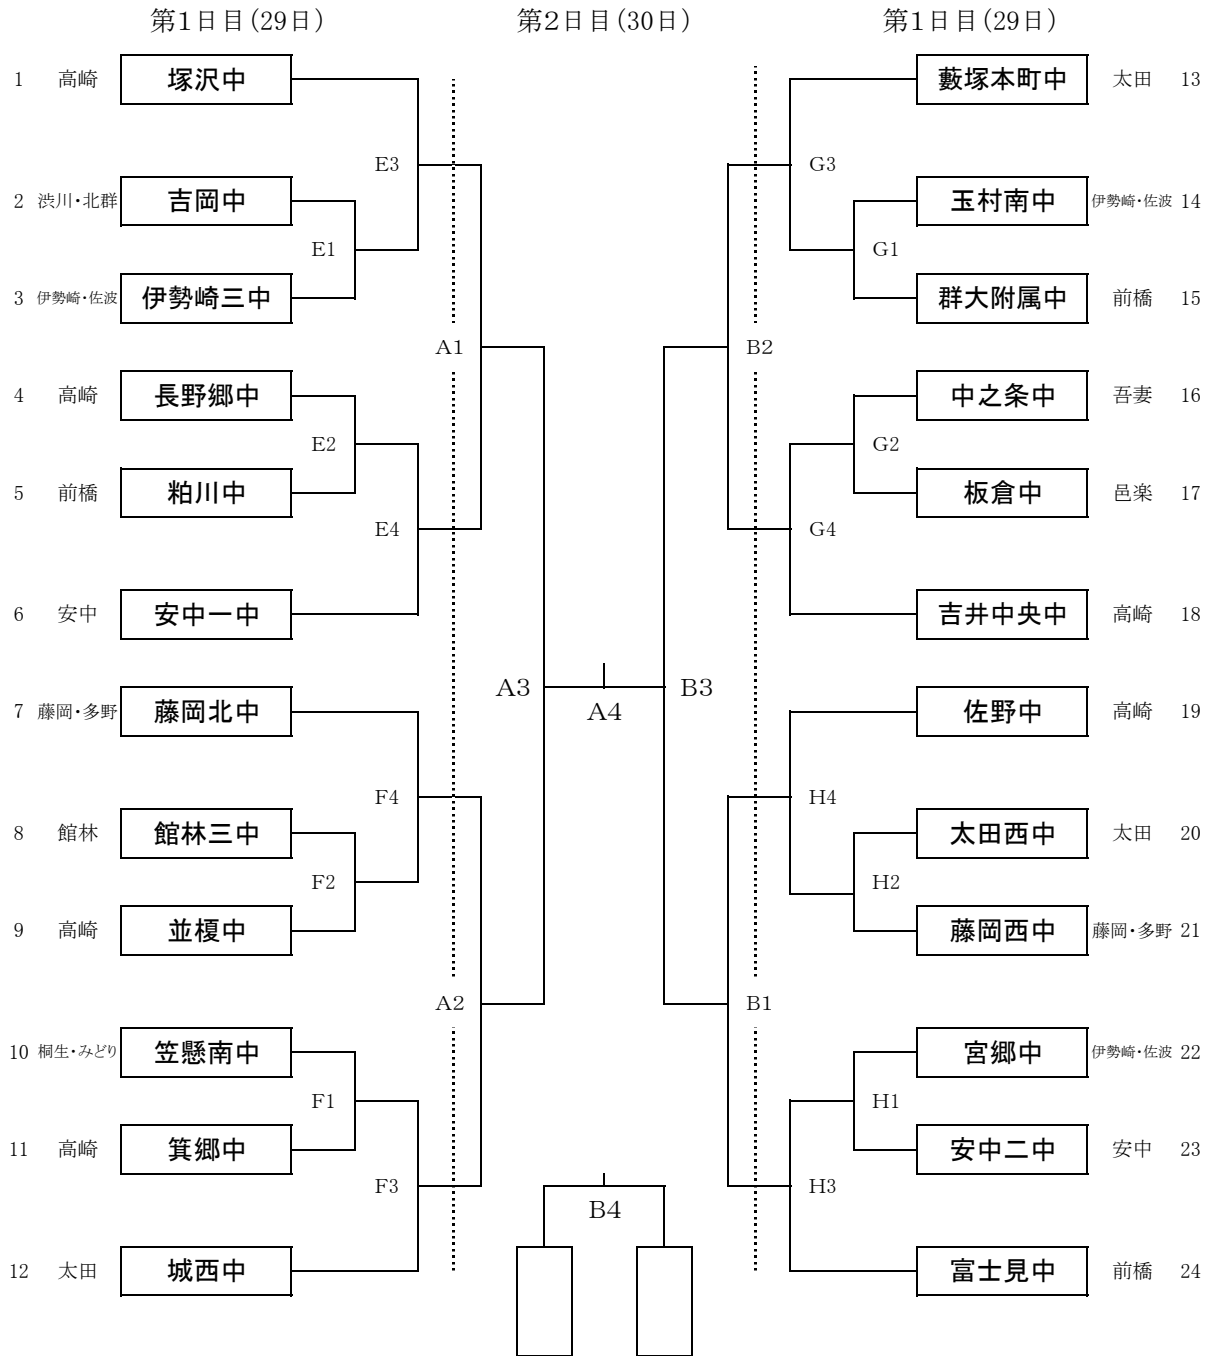 第１日目(29日) 第２日目(30日) 第１日目(29日)
1 高崎 塚沢中 藪塚本町中 太田 13
E3 G3
2 渋川・北群 吉岡中 玉村南中 伊勢崎・佐波 14
E1 G1
3 伊勢崎・佐波 伊勢崎三中 群大附属中 前橋 15
A1 B2
4 高崎 長野郷中 中之条中 吾妻 16
E2 G2
5 前橋 粕川中 板倉中 邑楽 17
E4 G4
6 安中 安中一中 吉井中央中 高崎 18
A3 B3
7 藤岡・多野 藤岡北中 A4 佐野中 高崎 19
F4 H4
8 館林 館林三中 太田西中 太田 20
F2 H2
9 高崎 並榎中 藤岡西中 藤岡・多野 21
A2 B1
10 桐生・みどり 笠懸南中 宮郷中 伊勢崎・佐波 22
F1 H1
11 高崎 箕郷中 安中二中 安中 23
F3 H3
B4
12 太田 城西中 富士見中 前橋 24